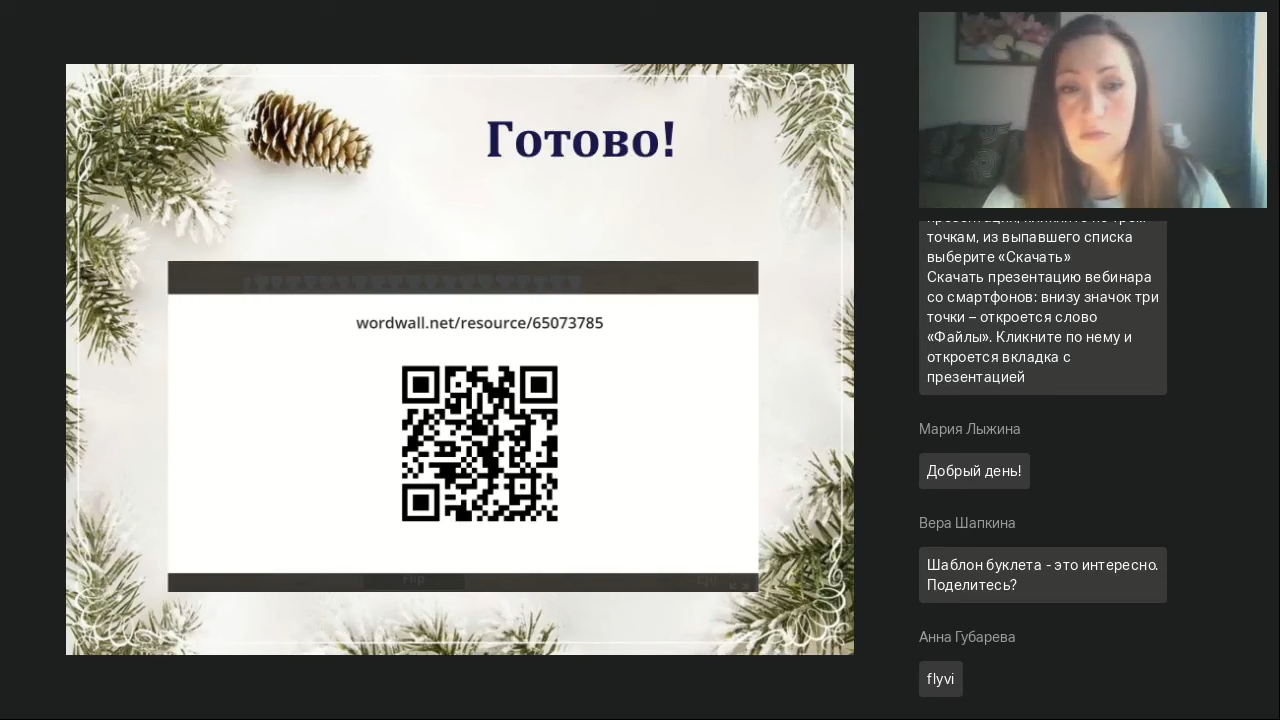 Готово!
wordwall.net/resource/65073785
Flip
точкам, из выпавшего списка
выберите «Скачать»
Скачать презентацию вебинара
со смартфонов: внизу значок три
точки – откроется слово
«Файлы». Кликните по нему и
откроется вкладка с
презентацией
Мария Лыжина
Добрый день!
Вера Шапкина
Шаблон буклета - это интересно.
Поделитесь?
Анна Губарева
flyvi